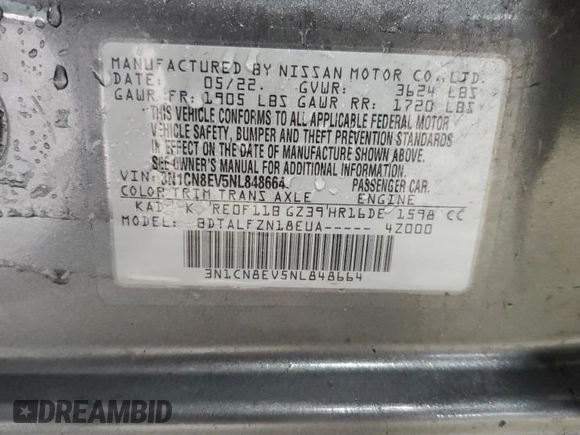 MANUFACTURED BY NISSAN MOTOR CO.,LTD.
DATE: 05/22. GVWR: 3624 LBS
GAWR FR: 1905 LBS GAWR RR: 1720 LBS
THIS VEHICLE CONFORMS TO ALL APPLICABLE FEDERAL MOTOR
VEHICLE SAFETY, BUMPER AND THEFT PREVENTION STANDARDS
IN EFFECT ON THE DATE OF MANUFACTURE SHOWN ABOVE.
SEE OWNER'S MANUAL FOR ADDITIONAL INFORMATION.
VIN: 3N1CN8EV5NL848664 PASSENGER CAR.
COLOR TRIM TRANS AXLE ENGINE
KAD K RE0F11B GZ39 HR16DE 1598 CC
MODEL: BDTALFZN18EUA----- 4Z000
3N1CN8EV5NL848664
DREAMBID